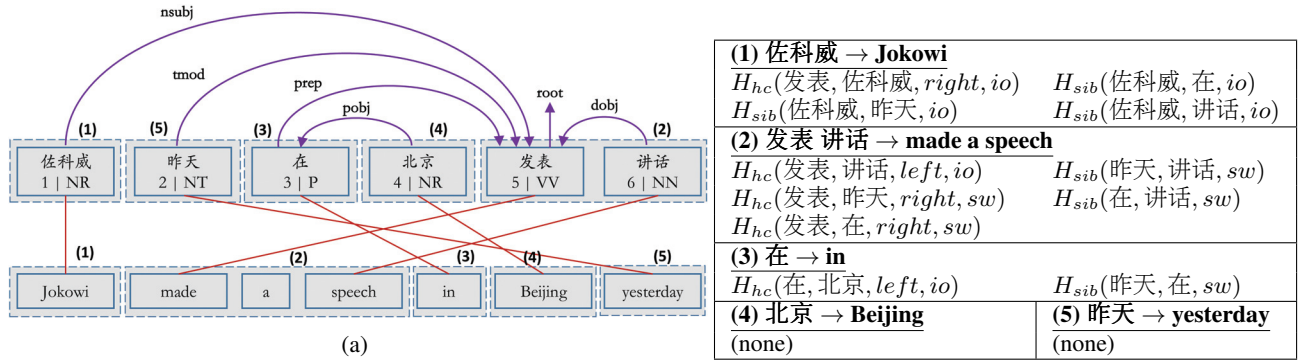 nsubj
tmod
prep
root
pobj
dobj
(1) (5) (3) (4) (2)
佐科威 昨天 在 北京 发表 讲话
1 | NR 2 | NT 3 | P 4 | NR 5 | VV 6 | NN
(1) (2) (3) (4) (5)
Jokowi made a speech in Beijing yesterday
(a)
(1) 佐科威 → Jokowi
H_hc(发表, 佐科威, right, io) H_sib(佐科威, 在, io)
H_sib(佐科威, 昨天, io) H_sib(佐科威, 讲话, io)
(2) 发表 讲话 → made a speech
H_hc(发表, 讲话, left, io) H_sib(昨天, 讲话, sw)
H_hc(发表, 昨天, right, sw) H_sib(在, 讲话, sw)
H_hc(发表, 在, right, sw)
(3) 在 → in
H_hc(在, 北京, left, io) H_sib(昨天, 在, sw)
(4) 北京 → Beijing (5) 昨天 → yesterday
(none) (none)